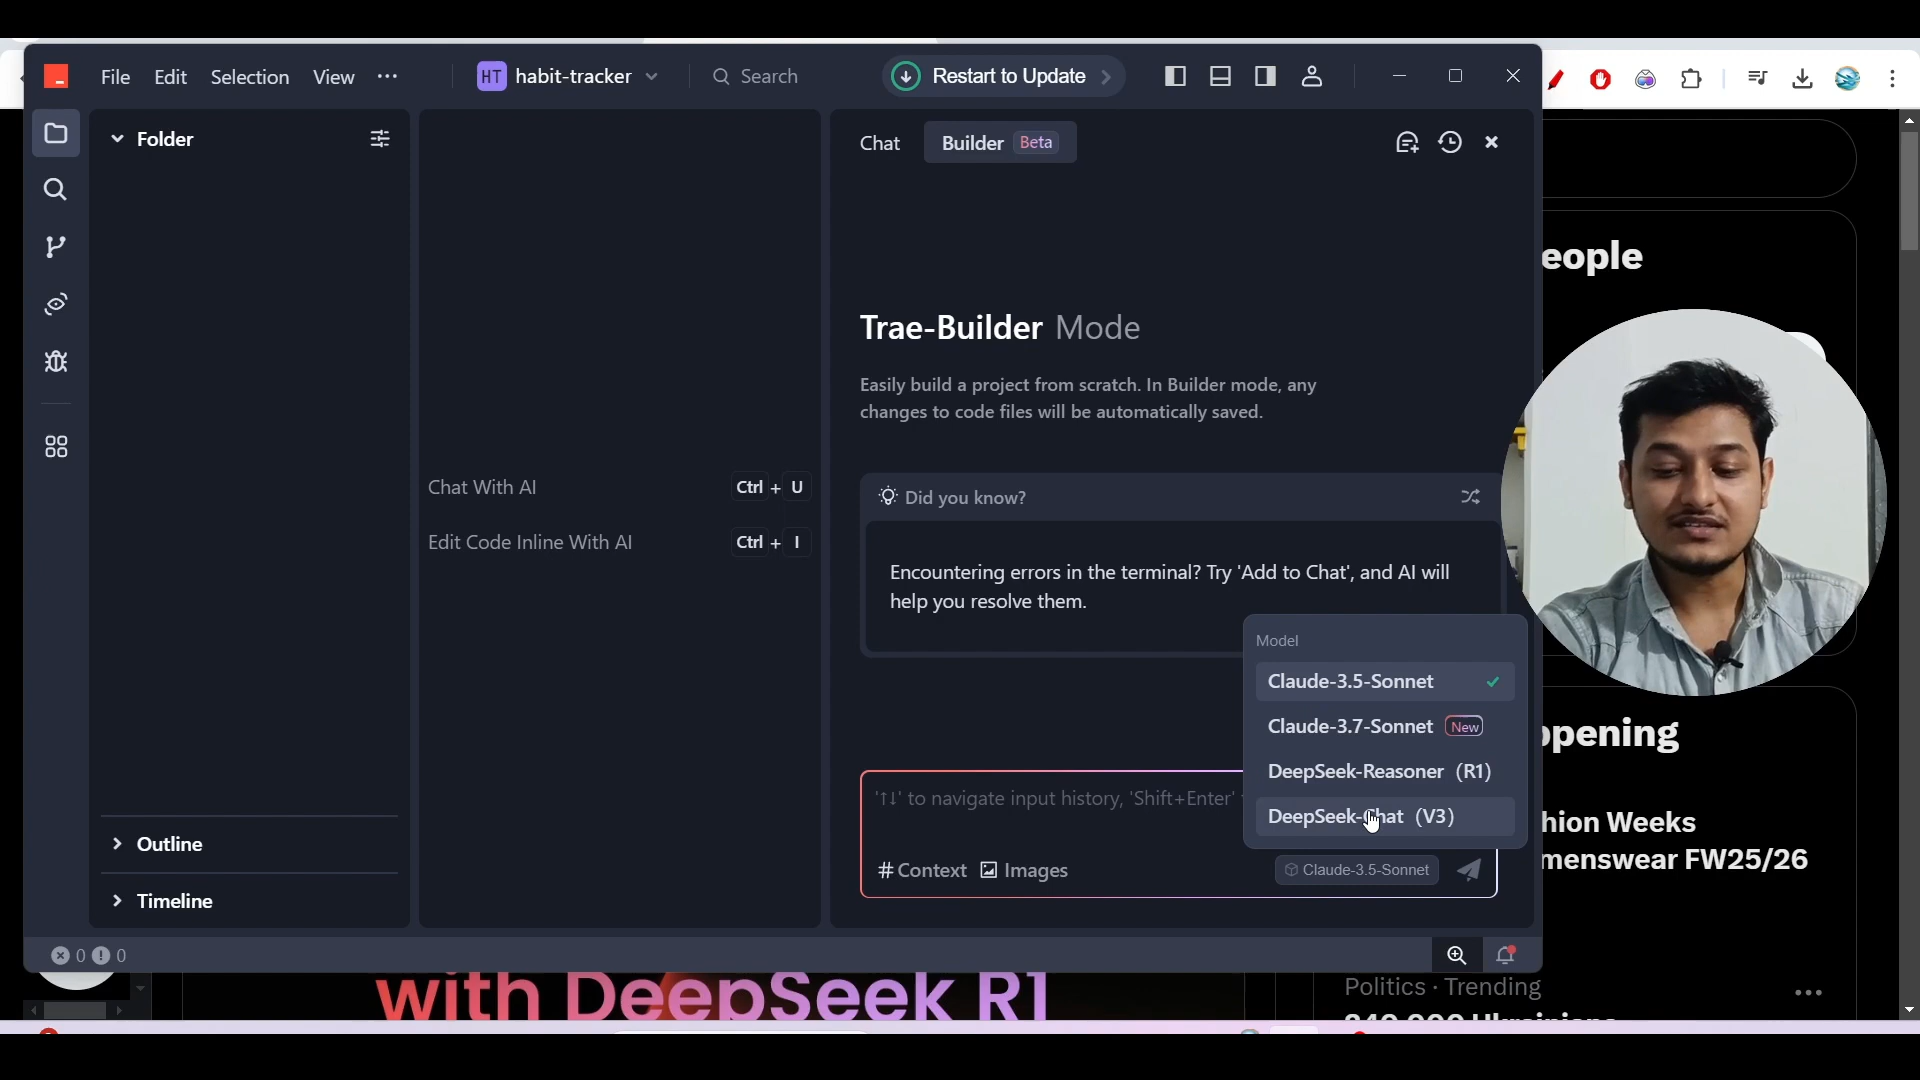 File Edit Selection View ··· HT habit-tracker Search Restart to Update
Folder
Chat Builder Beta
eople
Trae-Builder Mode
Easily build a project from scratch. In Builder mode, any
changes to code files will be automatically saved.
Chat With AI Ctrl + U
Edit Code Inline With AI Ctrl + I
Did you know?
Encountering errors in the terminal? Try 'Add to Chat', and AI will
help you resolve them.
Model
Claude-3.5-Sonnet
Claude-3.7-Sonnet New
DeepSeek-Reasoner (R1)
DeepSeek-Chat (V3)
'↑↓' to navigate input history, 'Shift+Enter'
# Context Images Claude-3.5-Sonnet
Outline
Timeline
0 0
ppening
hion Weeks
menswear FW25/26
with DeepSeek R1
Politics · Trending